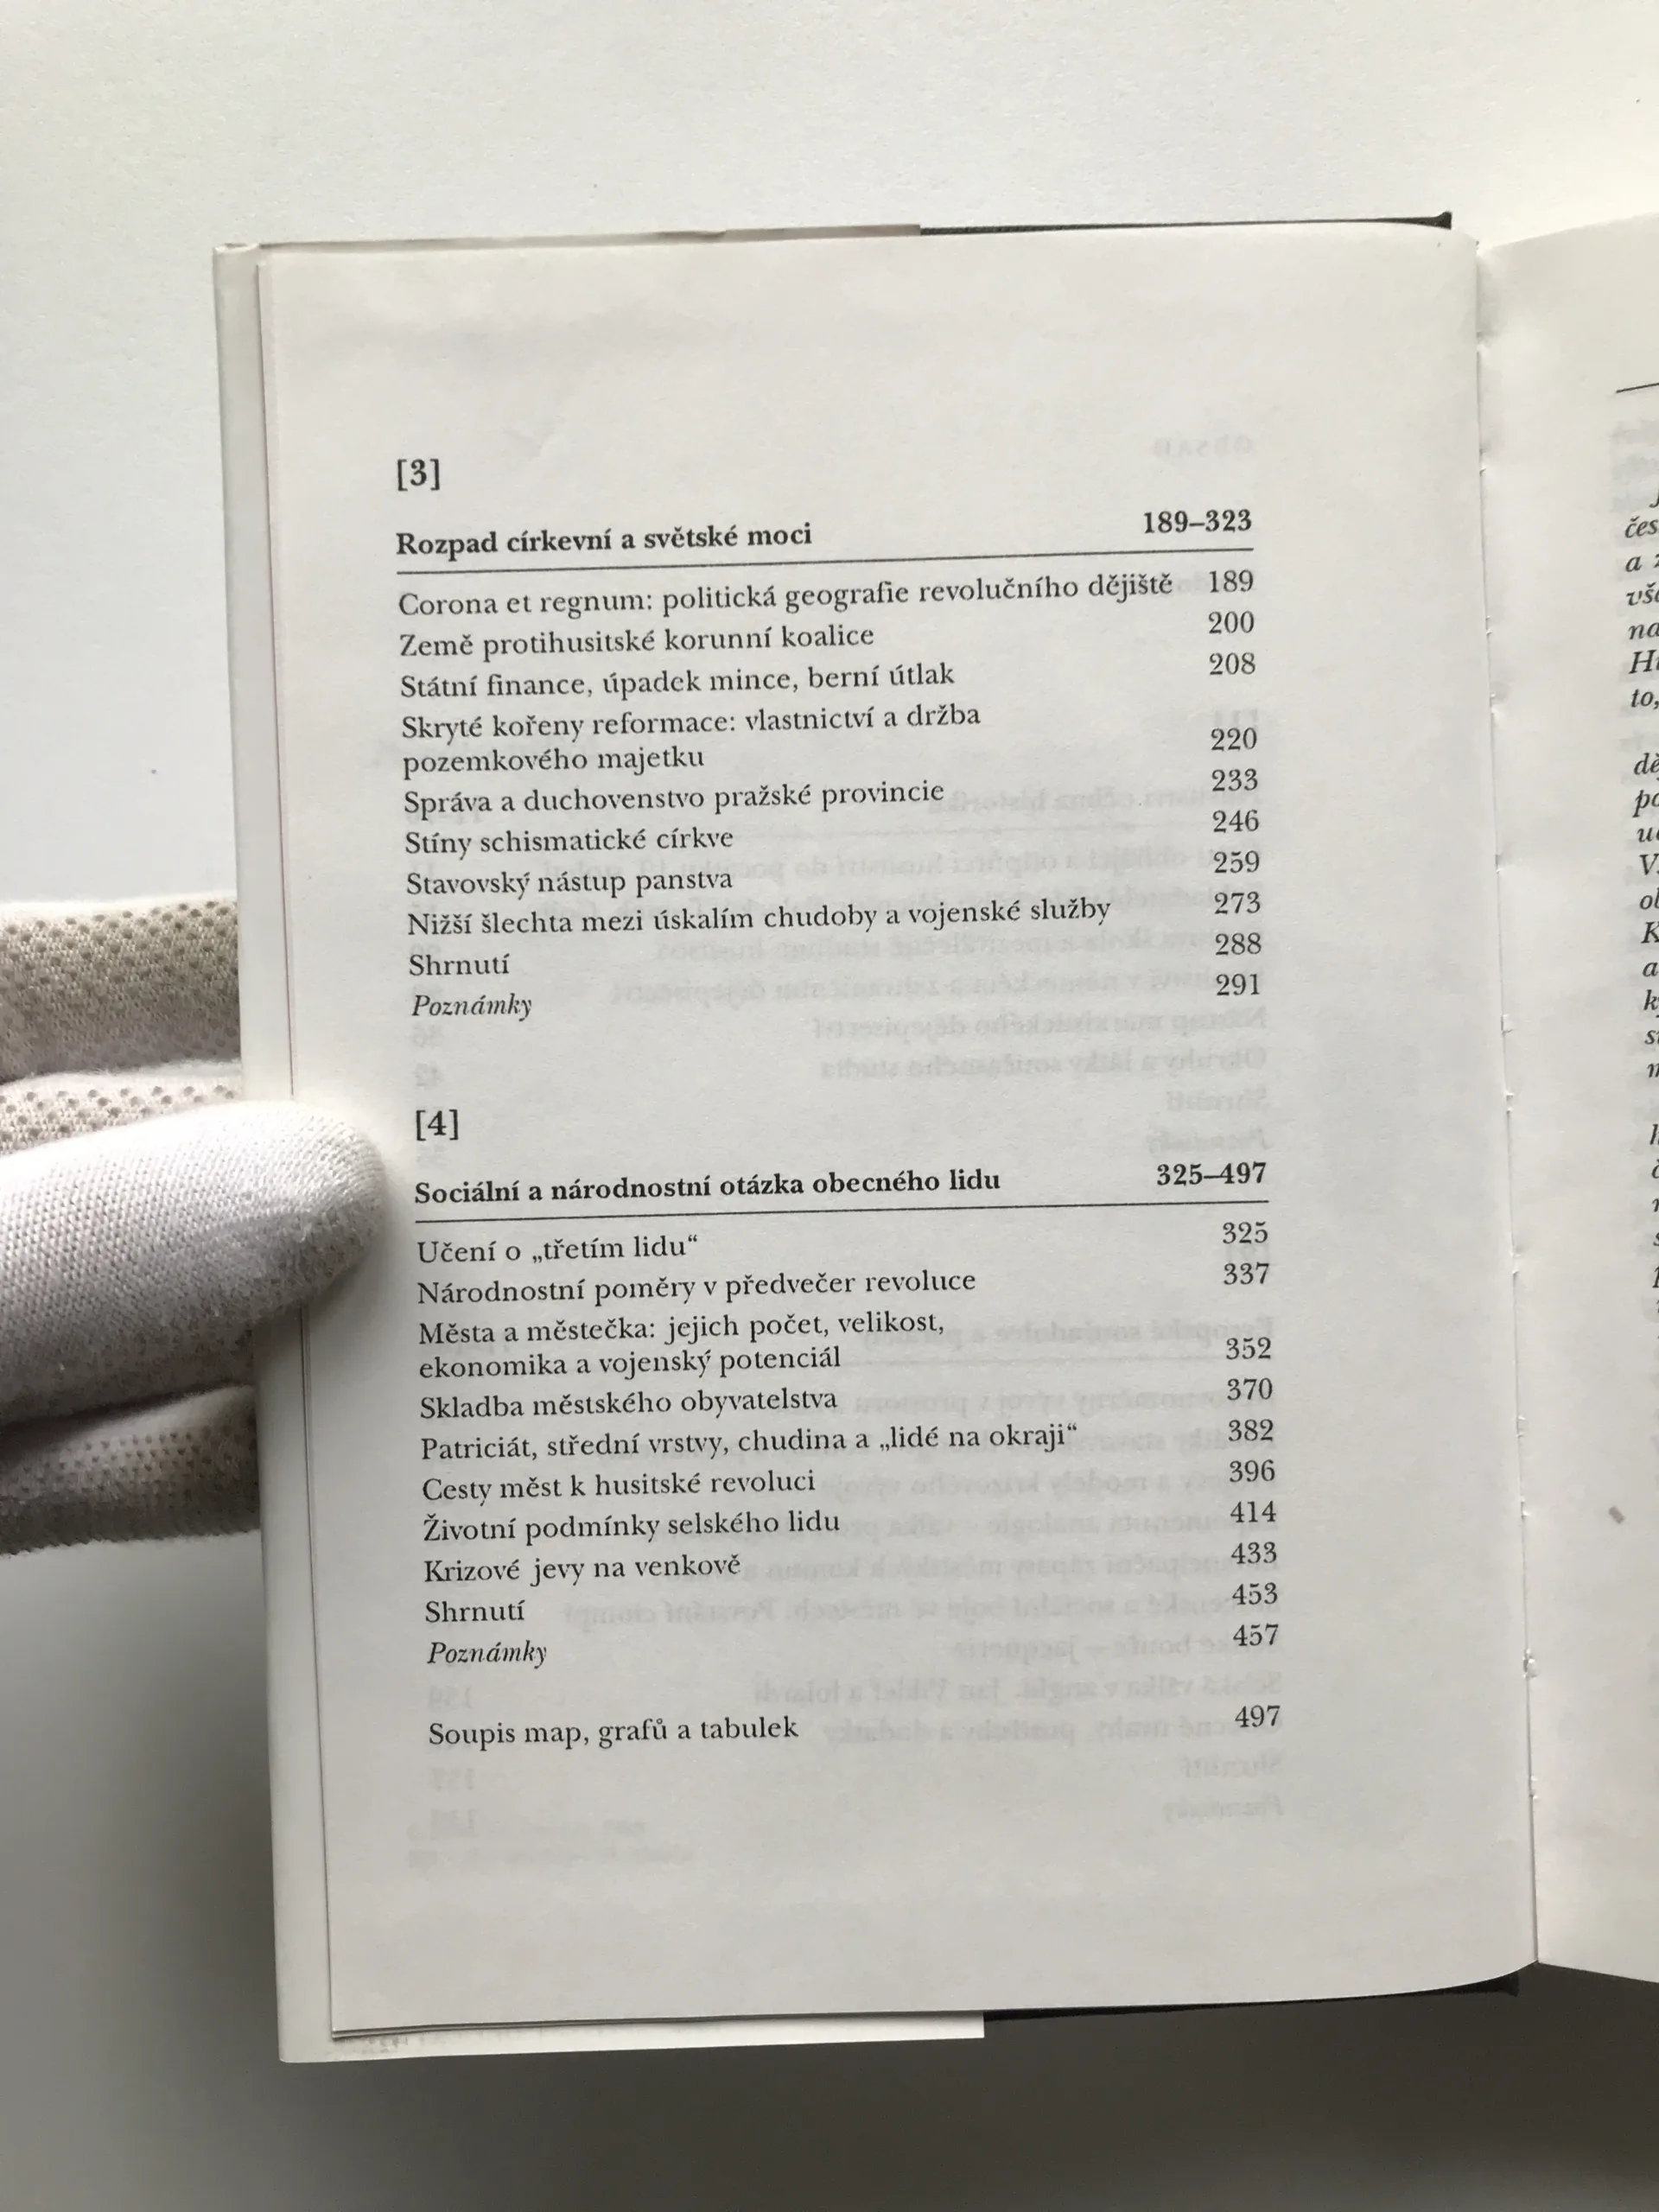 [3]
Rozpad církevní a světské moci 189–323
Corona et regnum: politická geografie revolučního dějiště 189
Země protihusitské korunní koalice 200
Státní finance, úpadek mince, berní útlak 208
Skryté kořeny reformace: vlastnictví a držba
pozemkového majetku 220
Správa a duchovenstvo pražské provincie 233
Stíny schismatické církve 246
Stavovský nástup panstva 259
Nižší šlechta mezi úskalím chudoby a vojenské služby 273
Shrnutí 288
Poznámky 291
[4]
Sociální a národnostní otázka obecného lidu 325–497
Učení o „třetím lidu“ 325
Národnostní poměry v předvečer revoluce 337
Města a městečka: jejich počet, velikost,
ekonomika a vojenský potenciál 352
Skladba městského obyvatelstva 370
Patriciát, střední vrstvy, chudina a „lidé na okraji“ 382
Cesty měst k husitské revoluci 396
Životní podmínky selského lidu 414
Krizové jevy na venkově 433
Shrnutí 453
Poznámky 457
Soupis map, grafů a tabulek 497